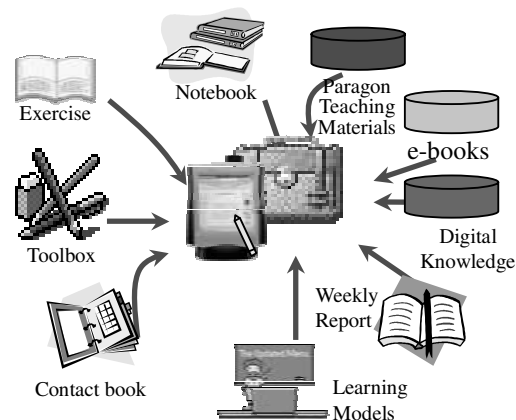 Notebook
Paragon
Teaching
Materials
Exercise
e-books
Toolbox
Digital
Knowledge
Weekly
Report
Contact book
Learning
Models